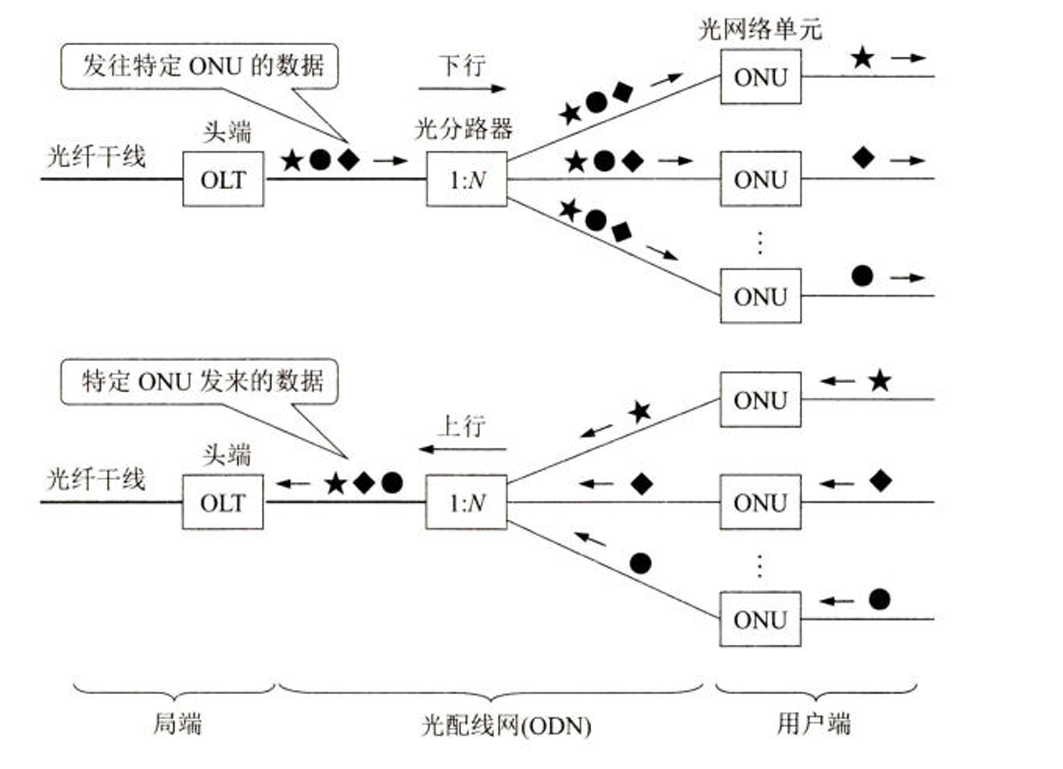 光网络单元
发往特定 ONU 的数据
下行
ONU
头端
光分路器
光纤干线
OLT
1:N
ONU
⋮
ONU
特定 ONU 发来的数据
上行
ONU
头端
光纤干线
OLT
1:N
ONU
⋮
ONU
局端
光配线网(ODN)
用户端